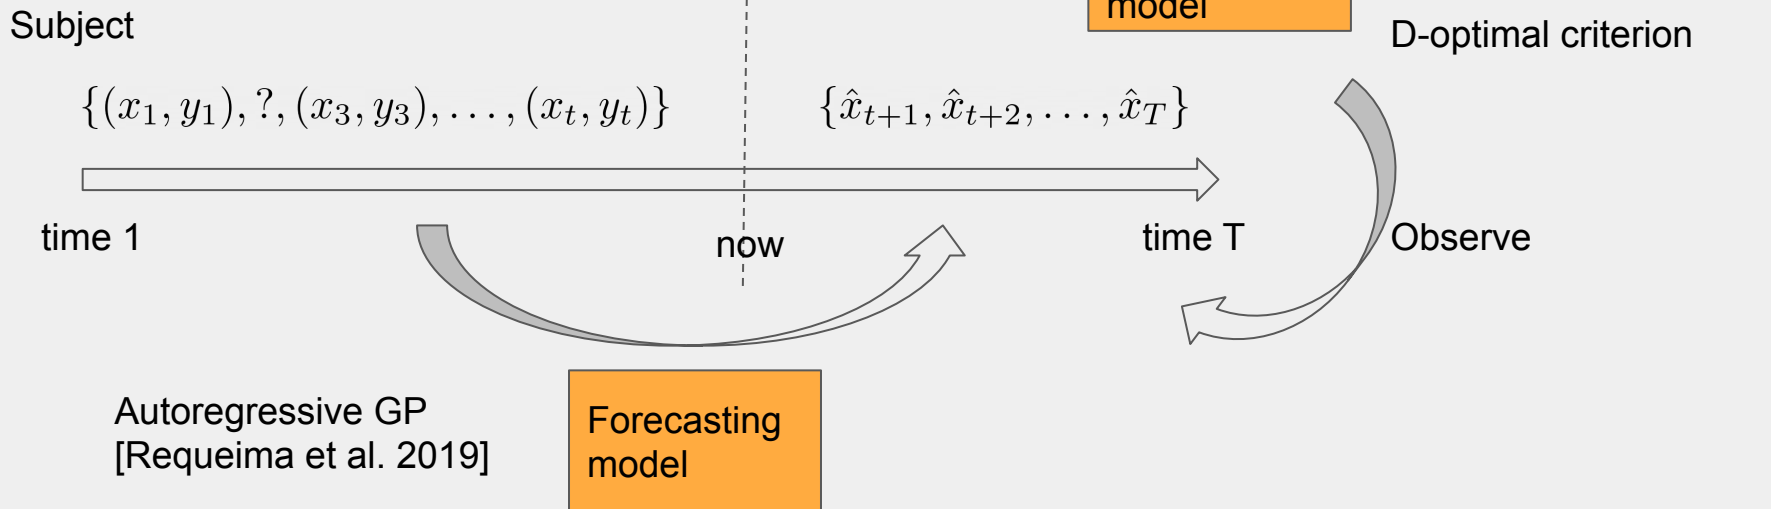 Subject
model
D-optimal criterion
{(x₁, y₁), ?, (x₃, y₃), . . . , (xₜ, yₜ)}
{x̂ₜ₊₁, x̂ₜ₊₂, . . . , x̂_T}
time 1
now
time T
Observe
Autoregressive GP
[Requeima et al. 2019]
Forecasting
model